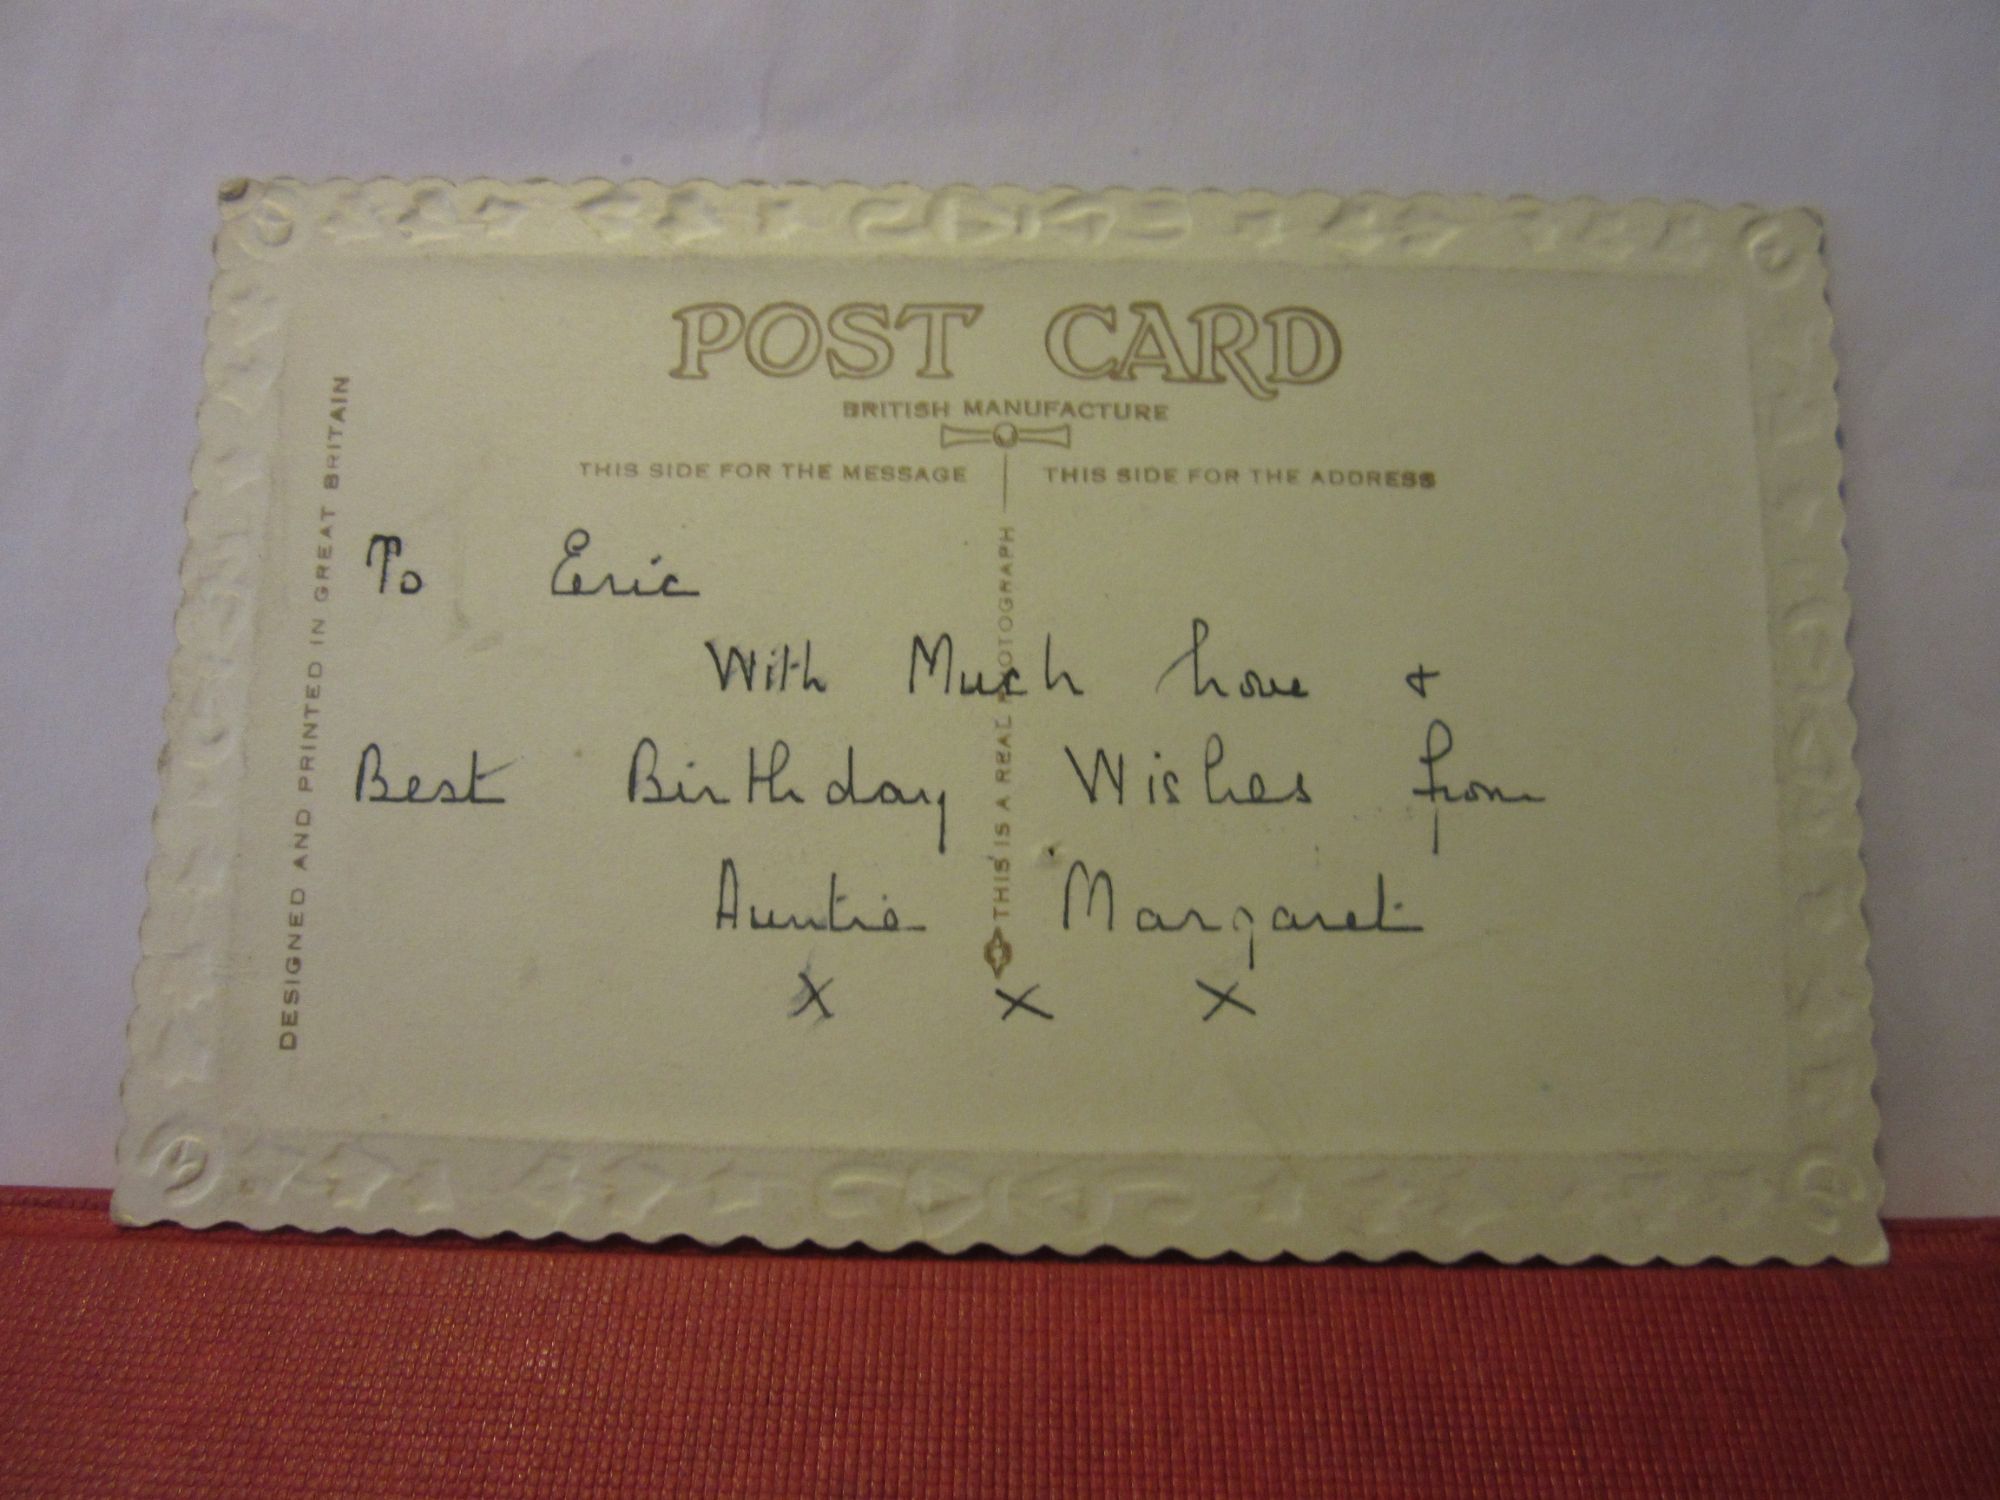 POST CARD
BRITISH MANUFACTURE
THIS SIDE FOR THE MESSAGE
THIS SIDE FOR THE ADDRESS
DESIGNED AND PRINTED IN GREAT BRITAIN
THIS IS A REAL PHOTOGRAPH
To Eric
With Much Love &
Best Birthday Wishes from
Auntie Margaret
x x x